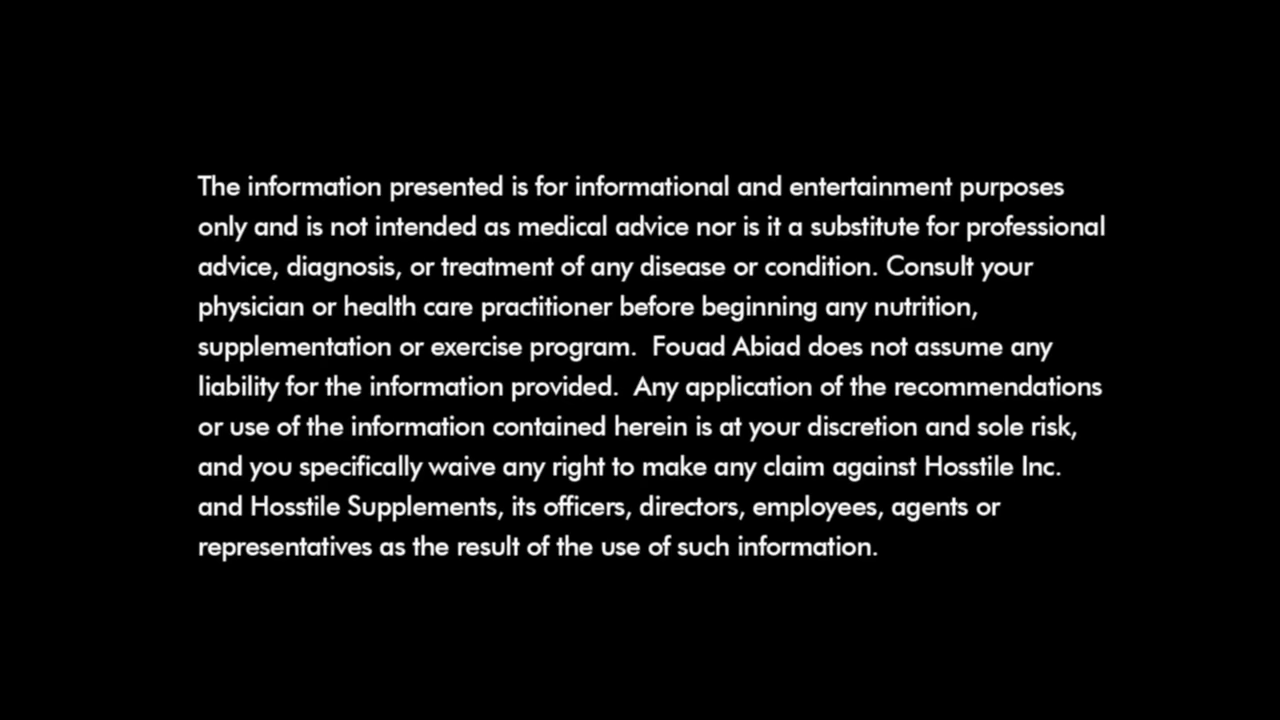 The information presented is for informational and entertainment purposes
only and is not intended as medical advice nor is it a substitute for professional
advice, diagnosis, or treatment of any disease or condition. Consult your
physician or health care practitioner before beginning any nutrition,
supplementation or exercise program.  Fouad Abiad does not assume any
liability for the information provided.  Any application of the recommendations
or use of the information contained herein is at your discretion and sole risk,
and you specifically waive any right to make any claim against Hosstile Inc.
and Hosstile Supplements, its officers, directors, employees, agents or
representatives as the result of the use of such information.